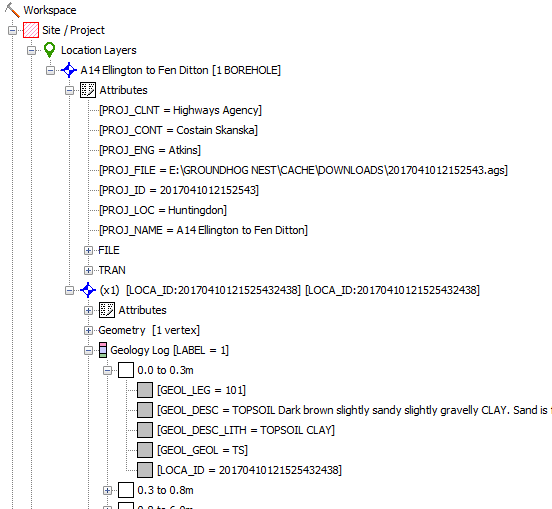 Workspace
Site / Project
Location Layers
A14 Ellington to Fen Ditton [1 BOREHOLE]
Attributes
[PROJ_CLNT = Highways Agency]
[PROJ_CONT = Costain Skanska]
[PROJ_ENG = Atkins]
[PROJ_FILE = E:\GROUNDHOG NEST\CACHE\DOWNLOADS\2017041012152543.ags]
[PROJ_ID = 2017041012152543]
[PROJ_LOC = Huntingdon]
[PROJ_NAME = A14 Ellington to Fen Ditton]
FILE
TRAN
(x1) [LOCA_ID:20170410121525432438] [LOCA_ID:20170410121525432438]
Attributes
Geometry [1 vertex]
Geology Log [LABEL = 1]
0.0 to 0.3m
[GEOL_LEG = 101]
[GEOL_DESC = TOPSOIL Dark brown slightly sandy slightly gravelly CLAY. Sand is
[GEOL_DESC_LITH = TOPSOIL CLAY]
[GEOL_GEOL = TS]
[LOCA_ID = 20170410121525432438]
0.3 to 0.8m